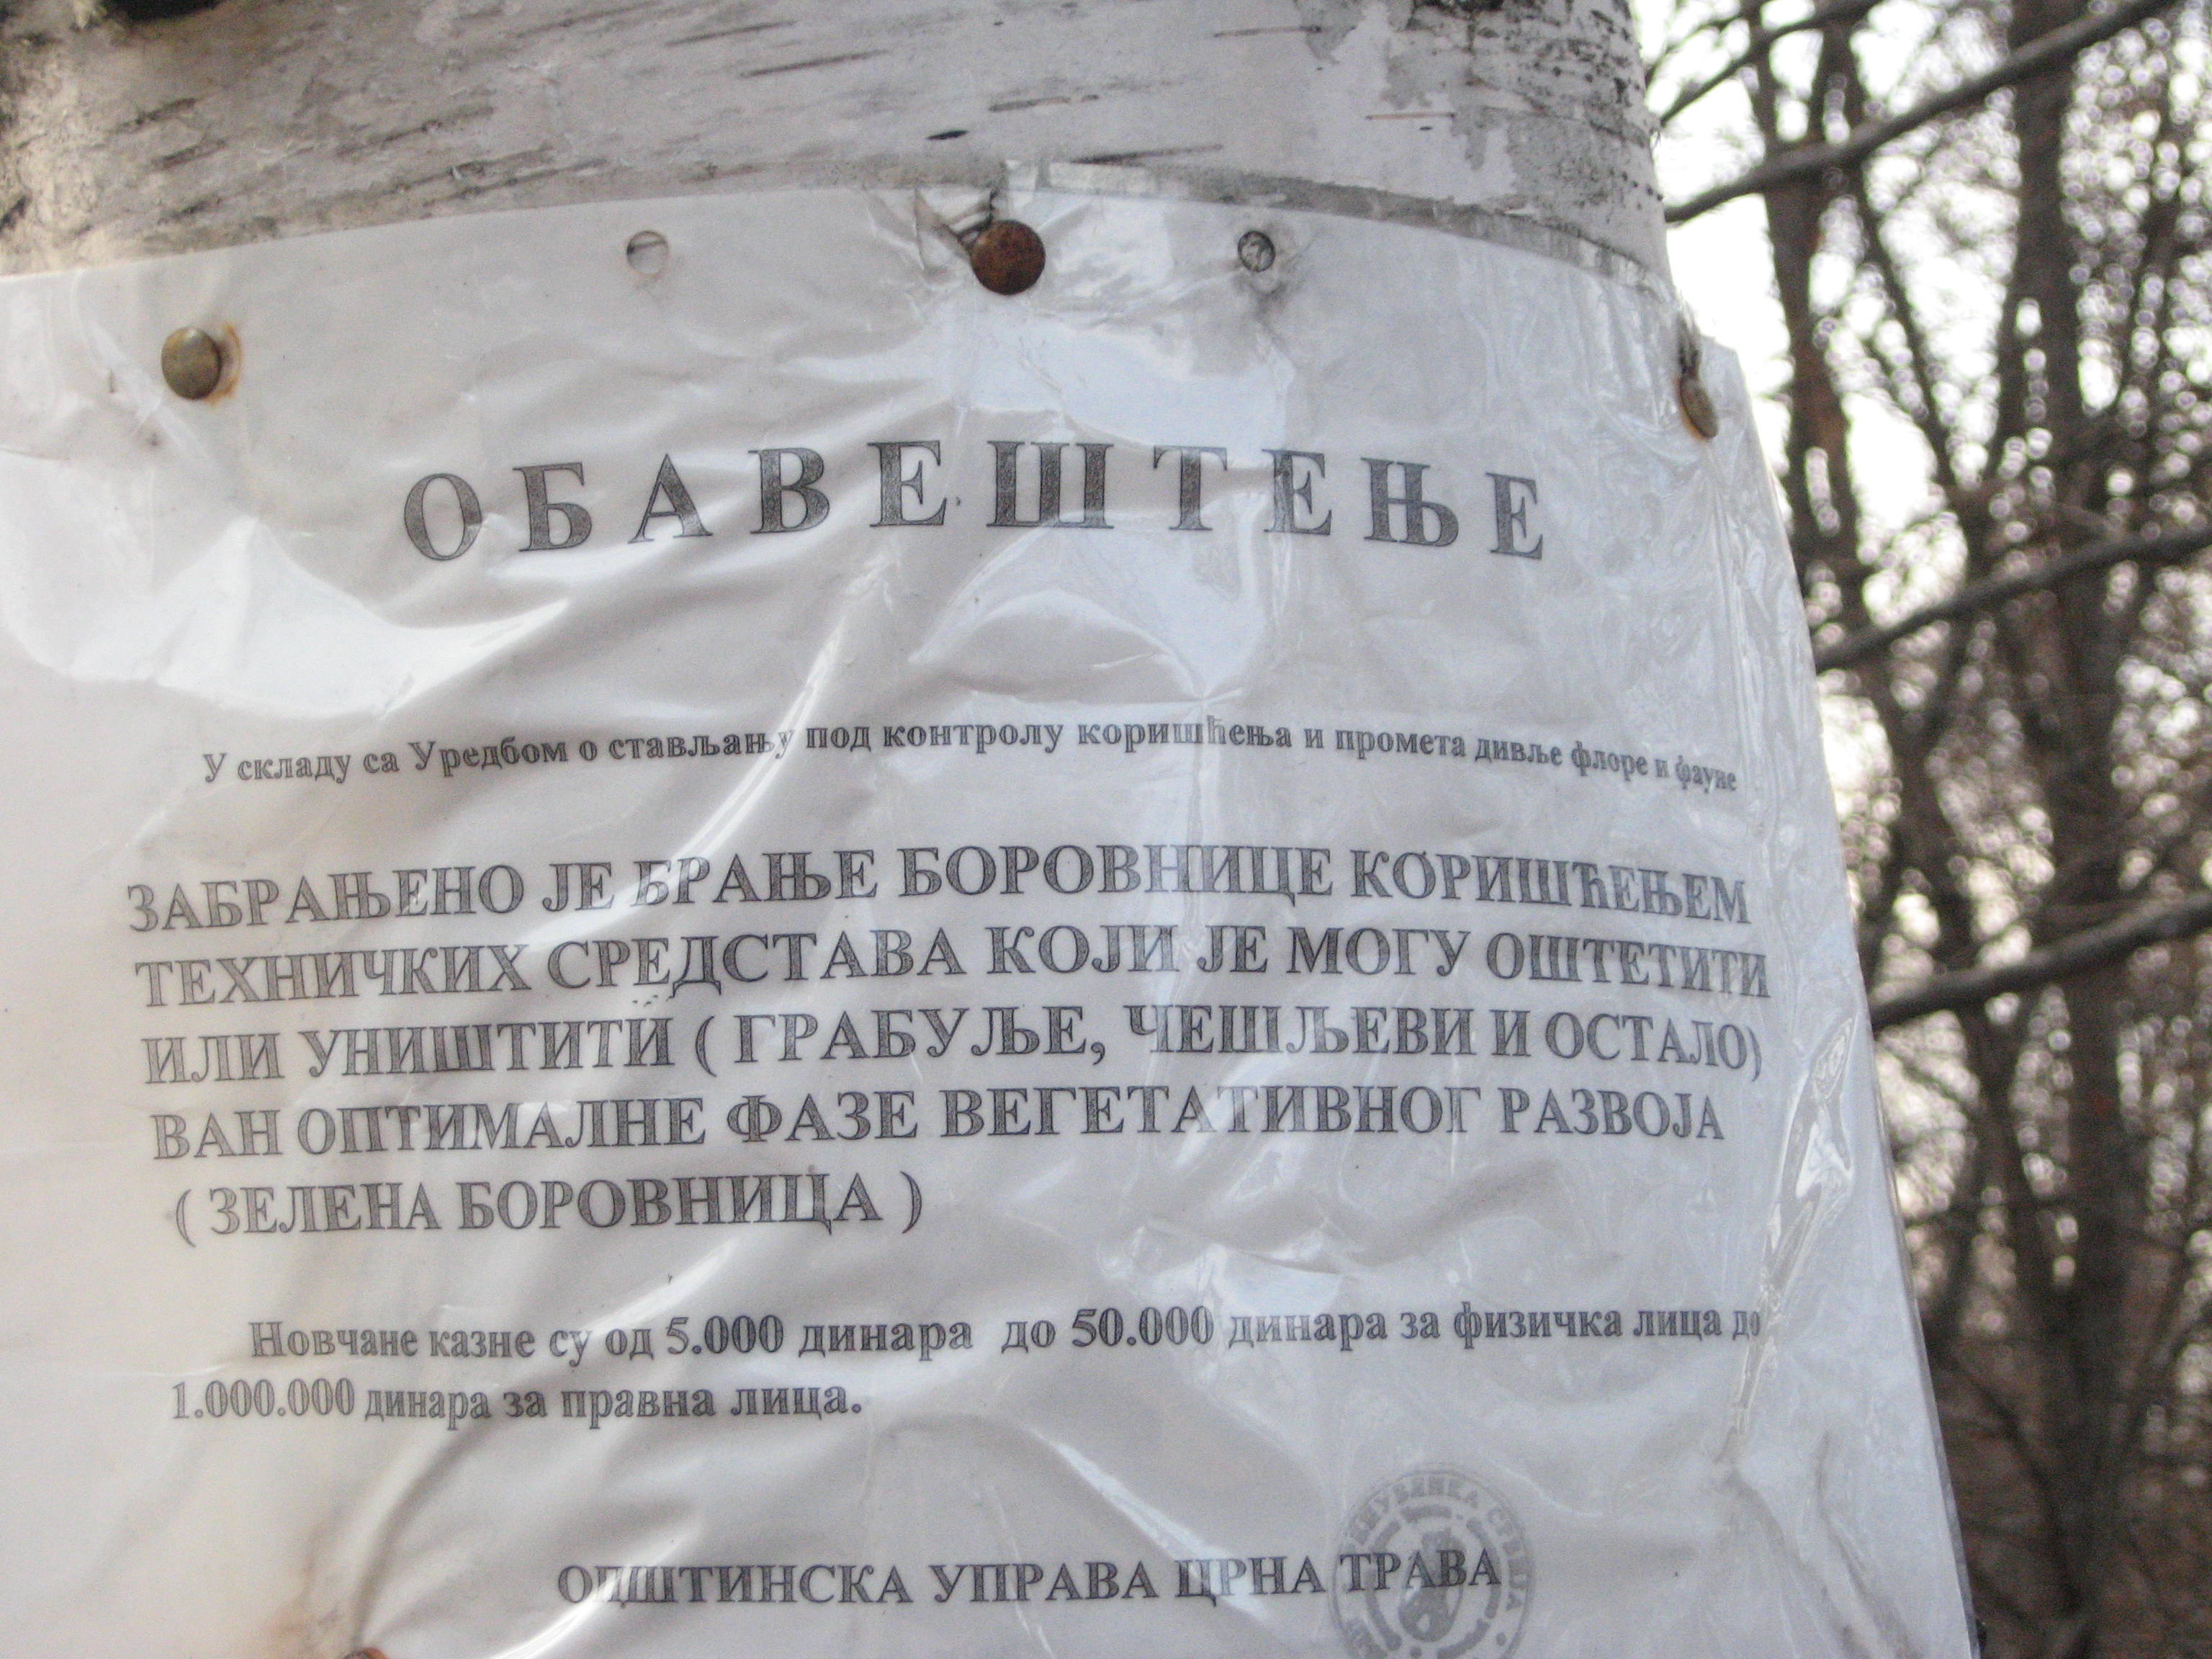 ОБАВЕШТЕЊЕ
У складу са Уредбом о стављању под контролу коришћења и промета дивље флоре и фауне
ЗАБРАЊЕНО ЈЕ БРАЊЕ БОРОВНИЦЕ КОРИШЋЕЊЕМ
ТЕХНИЧКИХ СРЕДСТАВА КОЈИ ЈЕ МОГУ ОШТЕТИТИ
ИЛИ УНИШТИТИ ( ГРАБУЉЕ, ЧЕШЉЕВИ И ОСТАЛО)
ВАН ОПТИМАЛНЕ ФАЗЕ ВЕГЕТАТИВНОГ РАЗВОЈА
( ЗЕЛЕНА БОРОВНИЦА )
Новчане казне су од 5.000 динара до 50.000 динара за физичка лица до
1.000.000 динара за правна лица.
ОПШТИНСКА УПРАВА ЦРНА ТРАВА
РЕПУБЛИКА СРБИЈА